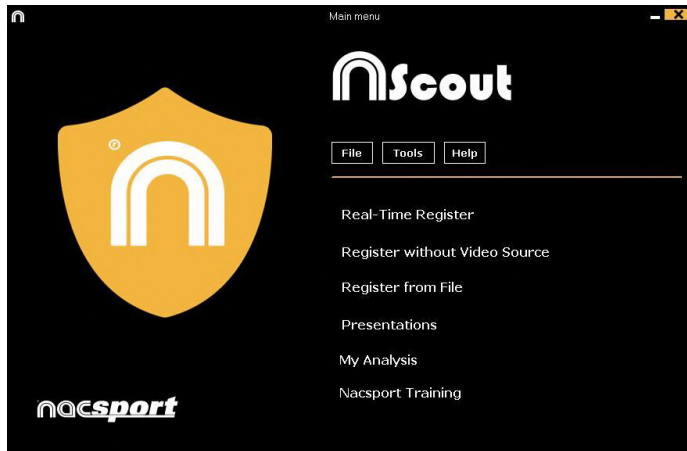 Main menu
Scout
®
File Tools Help
Real-Time Register
Register without Video Source
Register from File
Presentations
My Analysis
Nacsport Training
nacsport